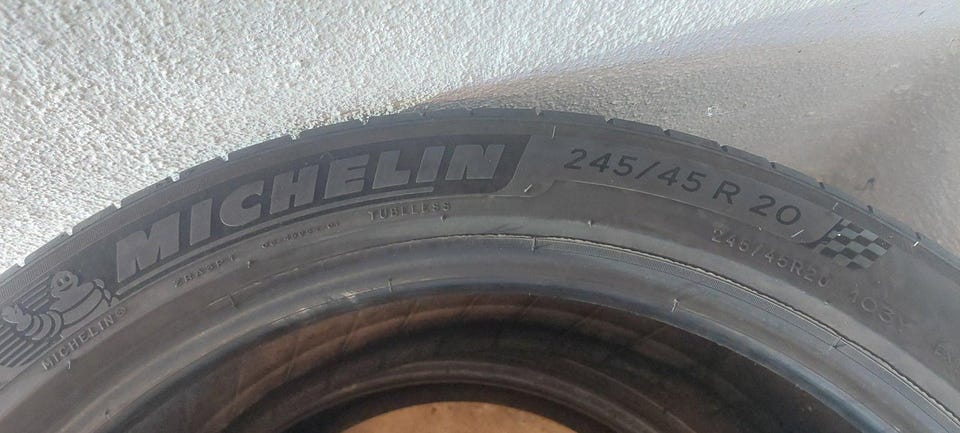 MICHELIN
245/45 R 20
TUBELESS
245/45R20 103Y
MICHELIN®